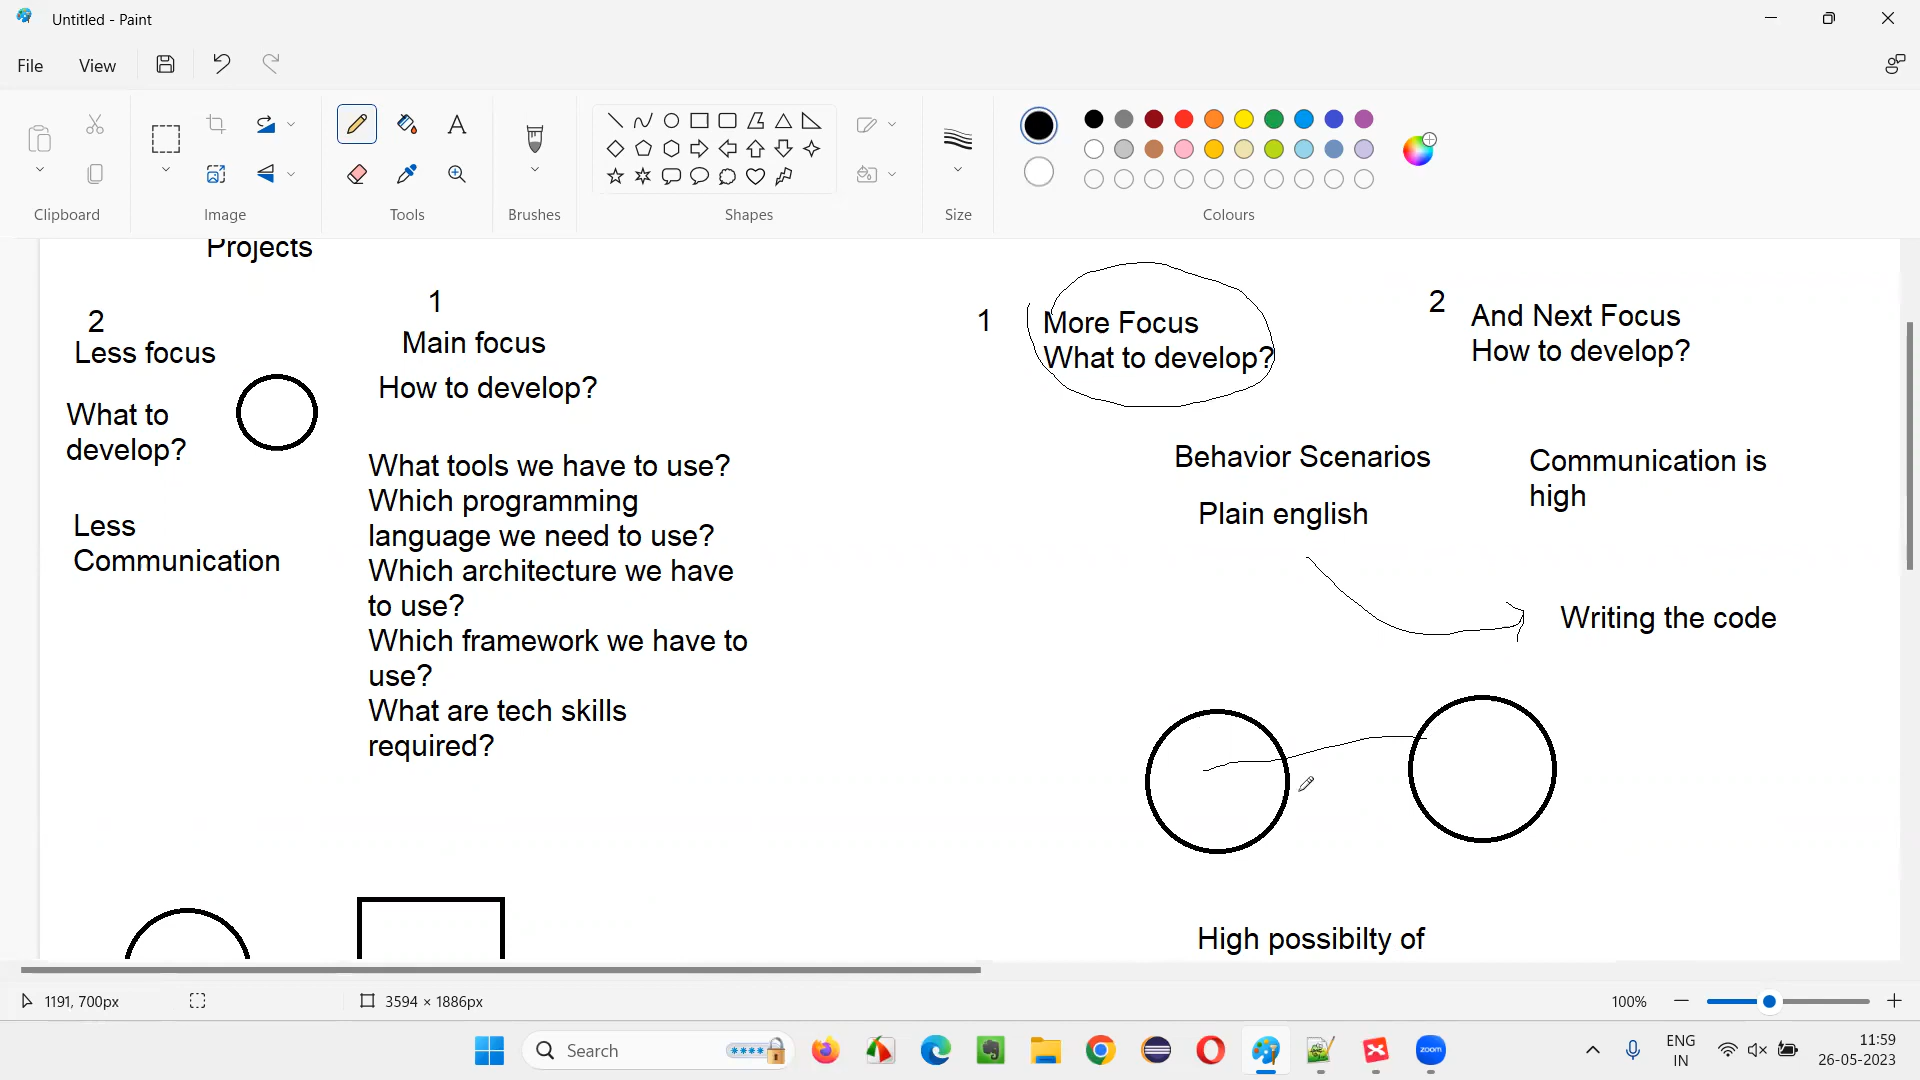 Untitled - Paint
File
View
Clipboard
Image
Tools
Brushes
Shapes
Size
Colours
Projects
2
Less focus
What to
develop?
Less
Communication
1
Main focus
How to develop?
What tools we have to use?
Which programming
language we need to use?
Which architecture we have
to use?
Which framework we have to
use?
What are tech skills
required?
1
More Focus
What to develop?
2
And Next Focus
How to develop?
Behavior Scenarios
Plain english
Communication is
high
Writing the code
High possibilty of
1191, 700px
3594 × 1886px
100%
Search
zoom
ENG
IN
11:59
26-05-2023